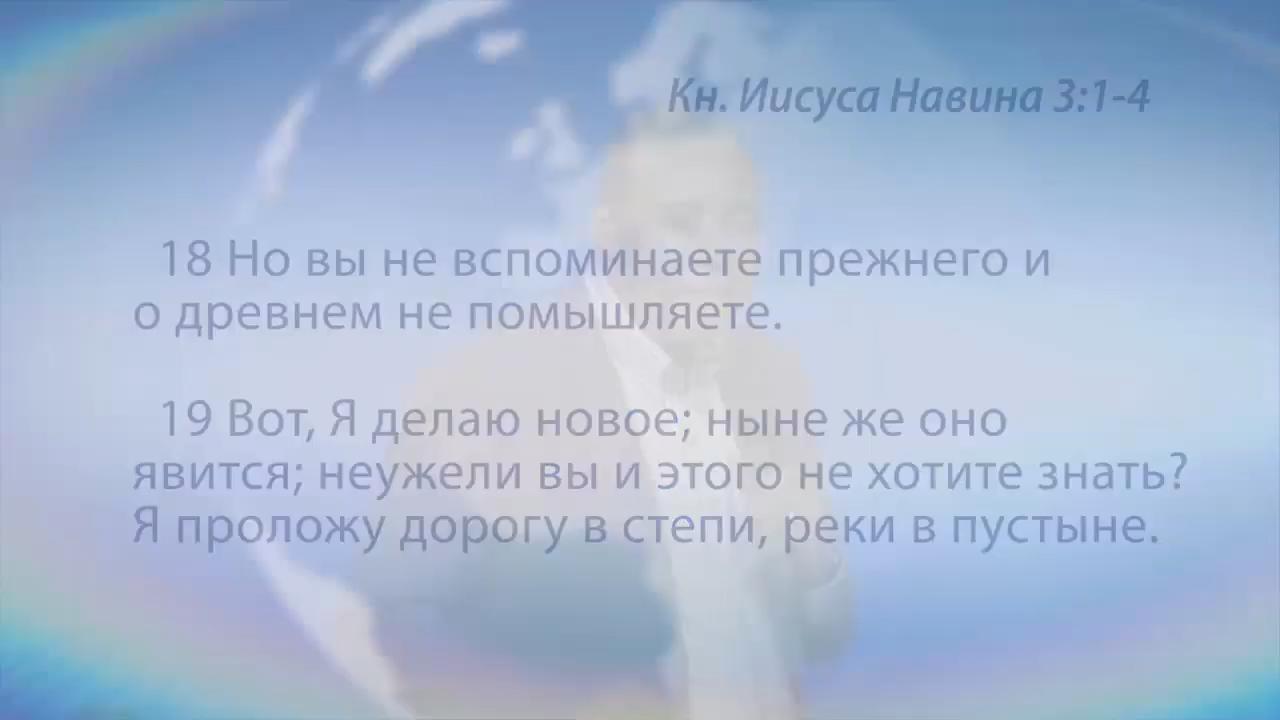 Кн. Иисуса Навина 3:1-4
18 Но вы не вспоминаете прежнего и
о древнем не помышляете.
19 Вот, Я делаю новое; ныне же оно
явится; неужели вы и этого не хотите знать?
Я проложу дорогу в степи, реки в пустыне.